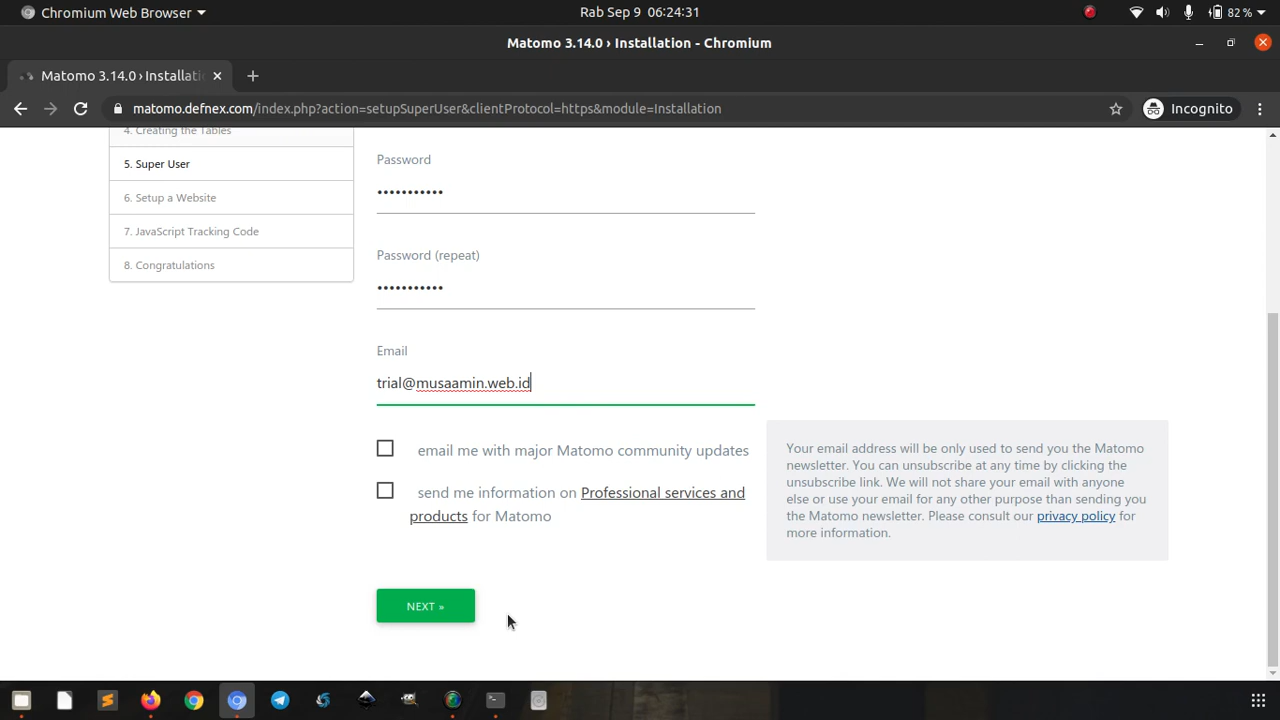 Chromium Web Browser
Rab Sep 9 06:24:31
82 %
Matomo 3.14.0 › Installation - Chromium
Matomo 3.14.0 › Installati
matomo.defnex.com/index.php?action=setupSuperUser&clientProtocol=https&module=Installation
Incognito
4. Creating the Tables
5. Super User
6. Setup a Website
7. JavaScript Tracking Code
8. Congratulations
Password
•••••••••••
Password (repeat)
•••••••••••
Email
trial@musaamin.web.id
email me with major Matomo community updates
send me information on Professional services and
products for Matomo
Your email address will be only used to send you the Matomo
newsletter. You can unsubscribe at any time by clicking the
unsubscribe link. We will not share your email with anyone
else or use your email for any other purpose than sending you
the Matomo newsletter. Please consult our privacy policy for
more information.
NEXT »